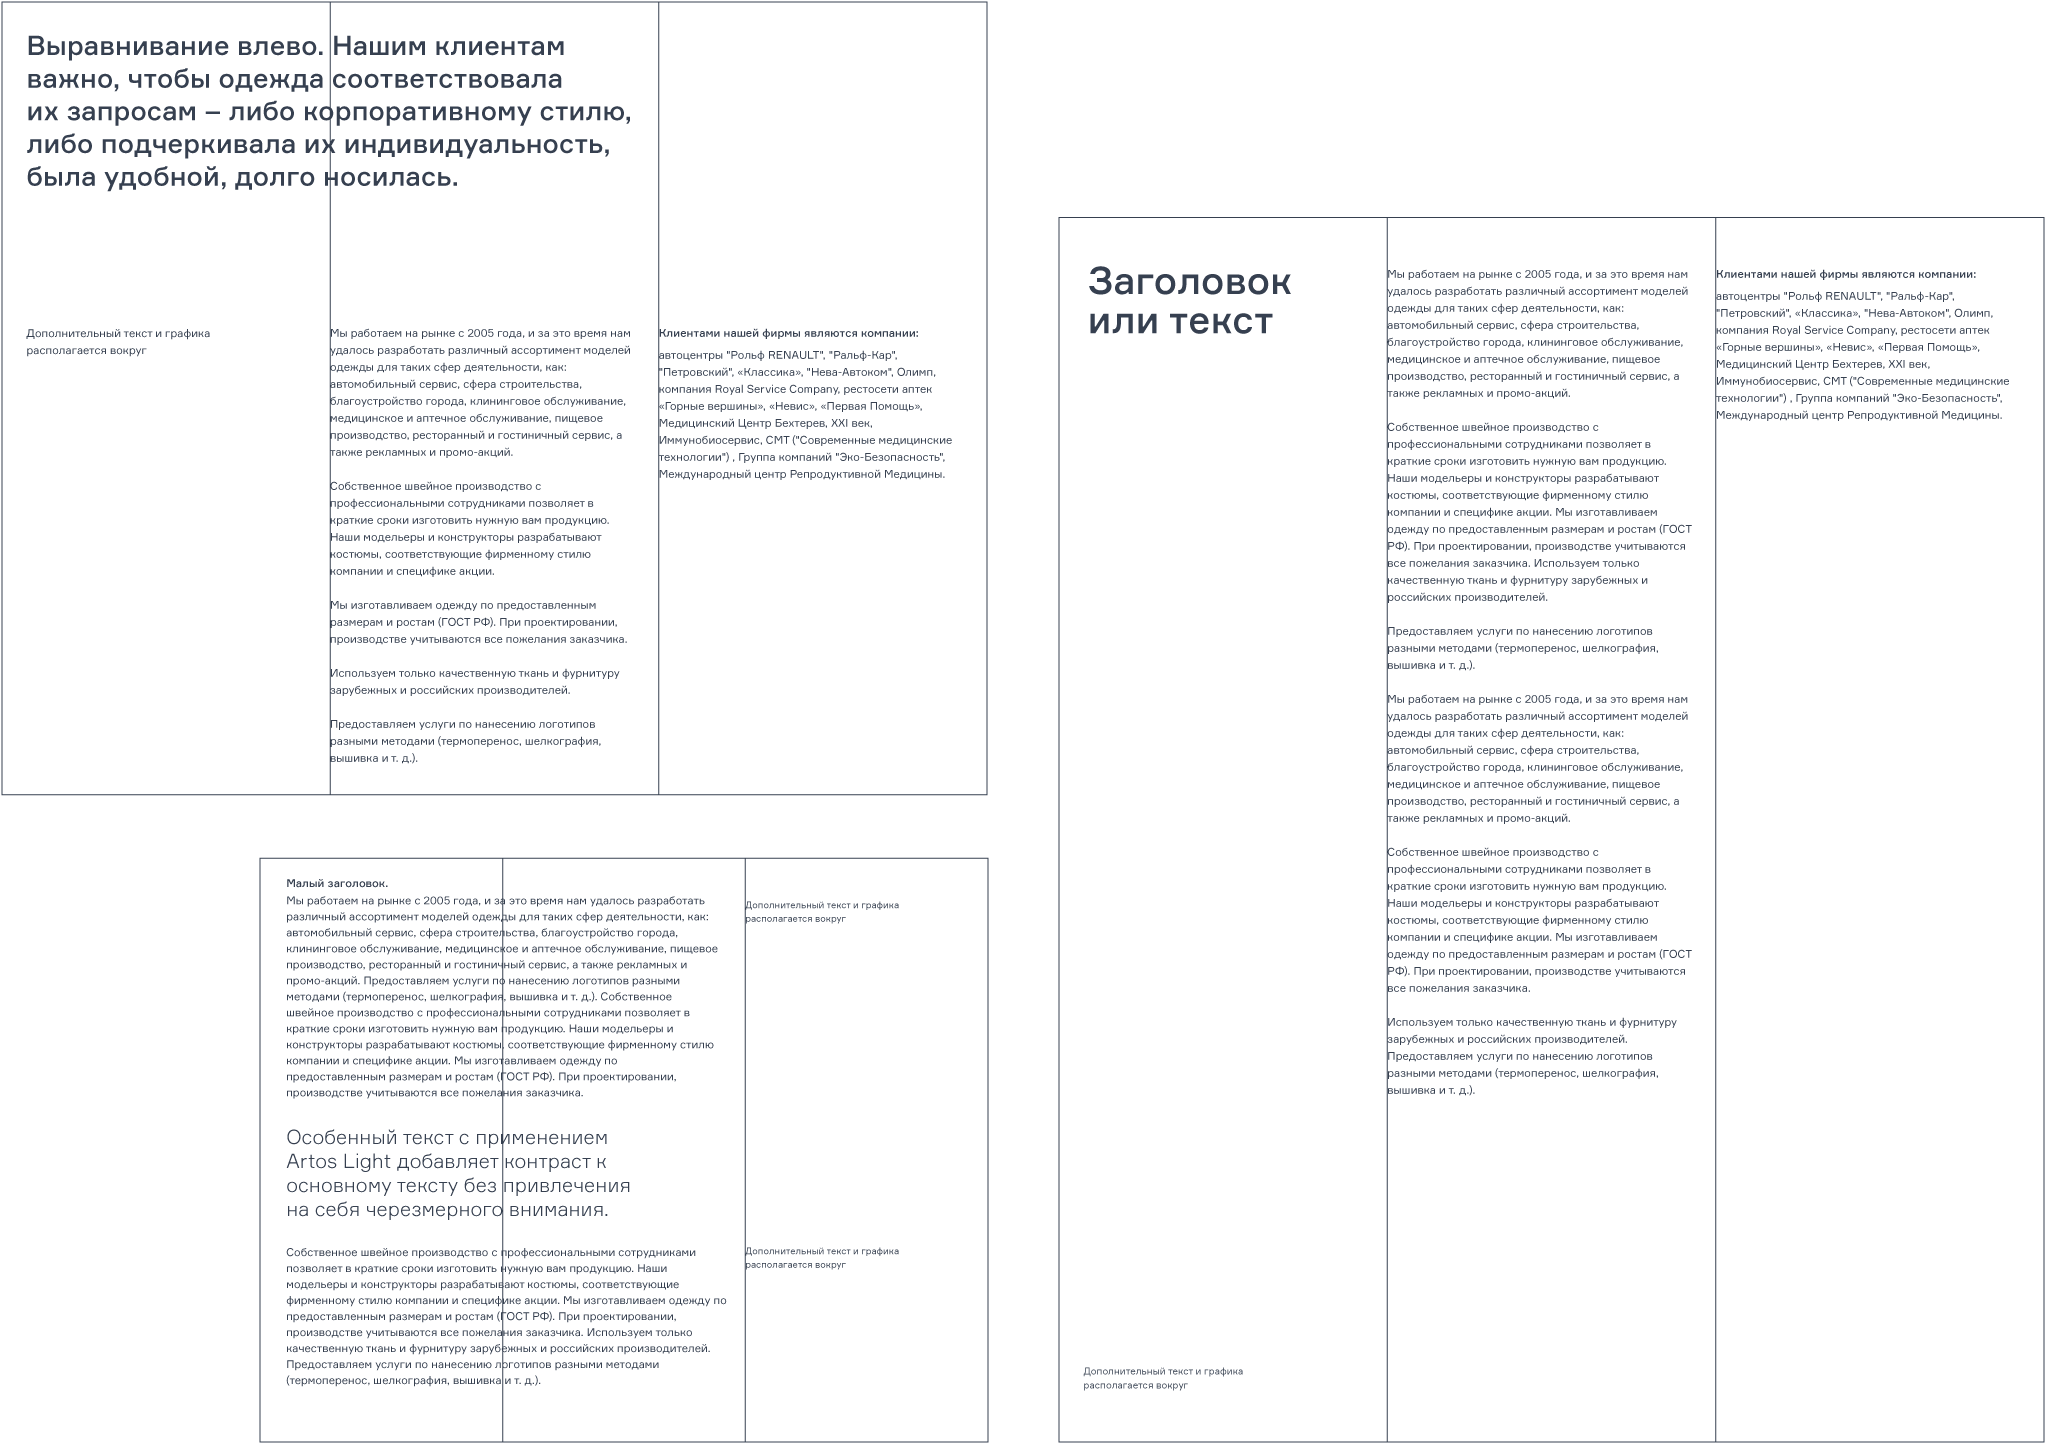 Выравнивание влево. Нашим клиентам
важно, чтобы одежда соответствовала
их запросам – либо корпоративному стилю,
либо подчеркивала их индивидуальность,
была удобной, долго носилась.
Дополнительный текст и графика
располагается вокруг
Мы работаем на рынке с 2005 года, и за это время нам
удалось разработать различный ассортимент моделей
одежды для таких сфер деятельности, как:
автомобильный сервис, сфера строительства,
благоустройство города, клининговое обслуживание,
медицинское и аптечное обслуживание, пищевое
производство, ресторанный и гостиничный сервис, а
также рекламных и промо-акций.
Собственное швейное производство с
профессиональными сотрудниками позволяет в
краткие сроки изготовить нужную вам продукцию.
Наши модельеры и конструкторы разрабатывают
костюмы, соответствующие фирменному стилю
компании и специфике акции.
Мы изготавливаем одежду по предоставленным
размерам и ростам (ГОСТ РФ). При проектировании,
производстве учитываются все пожелания заказчика.
Используем только качественную ткань и фурнитуру
зарубежных и российских производителей.
Предоставляем услуги по нанесению логотипов
разными методами (термоперенос, шелкография,
вышивка и т. д.).
Клиентами нашей фирмы являются компании:
автоцентры "Рольф RENAULT", "Ральф-Кар",
"Петровский", «Классика», "Нева-Автоком", Олимп,
компания Royal Service Company, рестосети аптек
«Горные вершины», «Невис», «Первая Помощь»,
Медицинский Центр Бехтерев, XXI век,
Иммунобиосервис, СМТ ("Современные медицинские
технологии") , Группа компаний "Эко-Безопасность",
Международный центр Репродуктивной Медицины.
Малый заголовок.
Мы работаем на рынке с 2005 года, и за это время нам удалось разработать
различный ассортимент моделей одежды для таких сфер деятельности, как:
автомобильный сервис, сфера строительства, благоустройство города,
клининговое обслуживание, медицинское и аптечное обслуживание, пищевое
производство, ресторанный и гостиничный сервис, а также рекламных и
промо-акций. Предоставляем услуги по нанесению логотипов разными
методами (термоперенос, шелкография, вышивка и т. д.). Собственное
швейное производство с профессиональными сотрудниками позволяет в
краткие сроки изготовить нужную вам продукцию. Наши модельеры и
конструкторы разрабатывают костюмы, соответствующие фирменному стилю
компании и специфике акции. Мы изготавливаем одежду по
предоставленным размерам и ростам (ГОСТ РФ). При проектировании,
производстве учитываются все пожелания заказчика.
Особенный текст с применением
Artos Light добавляет контраст к
основному тексту без привлечения
на себя черезмерного внимания.
Собственное швейное производство с профессиональными сотрудниками
позволяет в краткие сроки изготовить нужную вам продукцию. Наши
модельеры и конструкторы разрабатывают костюмы, соответствующие
фирменному стилю компании и специфике акции. Мы изготавливаем одежду по
предоставленным размерам и ростам (ГОСТ РФ). При проектировании,
производстве учитываются все пожелания заказчика. Используем только
качественную ткань и фурнитуру зарубежных и российских производителей.
Предоставляем услуги по нанесению логотипов разными методами
(термоперенос, шелкография, вышивка и т. д.).
Дополнительный текст и графика
располагается вокруг
Дополнительный текст и графика
располагается вокруг
Заголовок
или текст
Мы работаем на рынке с 2005 года, и за это время нам
удалось разработать различный ассортимент моделей
одежды для таких сфер деятельности, как:
автомобильный сервис, сфера строительства,
благоустройство города, клининговое обслуживание,
медицинское и аптечное обслуживание, пищевое
производство, ресторанный и гостиничный сервис, а
также рекламных и промо-акций.
Собственное швейное производство с
профессиональными сотрудниками позволяет в
краткие сроки изготовить нужную вам продукцию.
Наши модельеры и конструкторы разрабатывают
костюмы, соответствующие фирменному стилю
компании и специфике акции. Мы изготавливаем
одежду по предоставленным размерам и ростам (ГОСТ
РФ). При проектировании, производстве учитываются
все пожелания заказчика. Используем только
качественную ткань и фурнитуру зарубежных и
российских производителей.
Предоставляем услуги по нанесению логотипов
разными методами (термоперенос, шелкография,
вышивка и т. д.).
Мы работаем на рынке с 2005 года, и за это время нам
удалось разработать различный ассортимент моделей
одежды для таких сфер деятельности, как:
автомобильный сервис, сфера строительства,
благоустройство города, клининговое обслуживание,
медицинское и аптечное обслуживание, пищевое
производство, ресторанный и гостиничный сервис, а
также рекламных и промо-акций.
Собственное швейное производство с
профессиональными сотрудниками позволяет в
краткие сроки изготовить нужную вам продукцию.
Наши модельеры и конструкторы разрабатывают
костюмы, соответствующие фирменному стилю
компании и специфике акции. Мы изготавливаем
одежду по предоставленным размерам и ростам (ГОСТ
РФ). При проектировании, производстве учитываются
все пожелания заказчика.
Используем только качественную ткань и фурнитуру
зарубежных и российских производителей.
Предоставляем услуги по нанесению логотипов
разными методами (термоперенос, шелкография,
вышивка и т. д.).
Клиентами нашей фирмы являются компании:
автоцентры "Рольф RENAULT", "Ральф-Кар",
"Петровский", «Классика», "Нева-Автоком", Олимп,
компания Royal Service Company, рестосети аптек
«Горные вершины», «Невис», «Первая Помощь»,
Медицинский Центр Бехтерев, XXI век,
Иммунобиосервис, СМТ ("Современные медицинские
технологии") , Группа компаний "Эко-Безопасность",
Международный центр Репродуктивной Медицины.
Дополнительный текст и графика
располагается вокруг